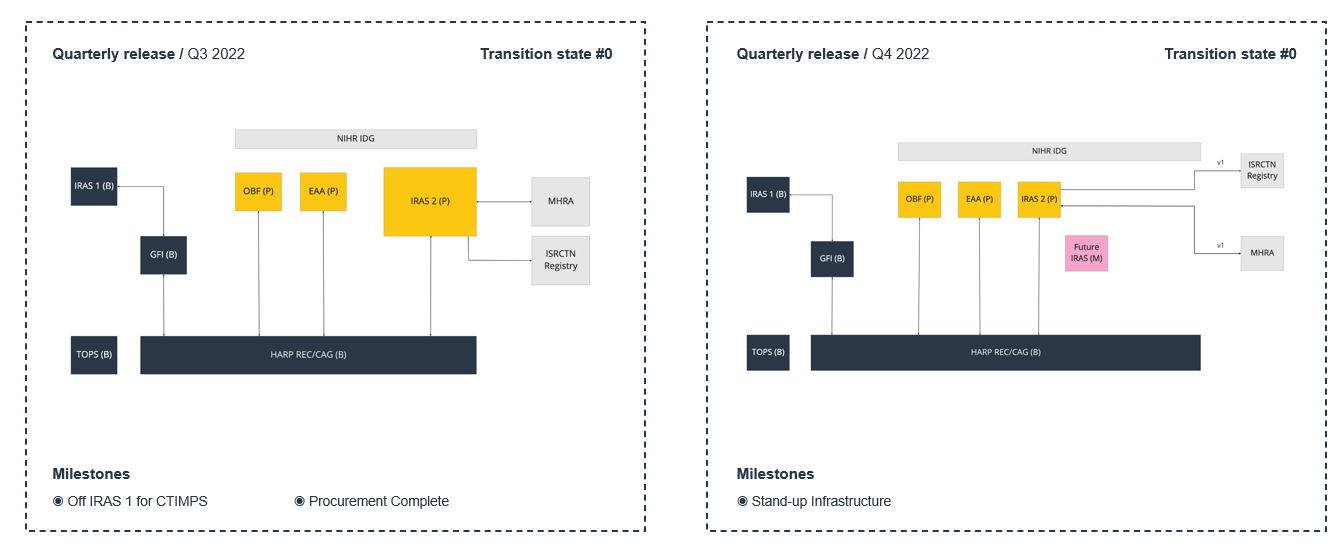 Quarterly release / Q3 2022
Transition state #0
NIHR IDG
IRAS 1 (B)
OBF (P)
EAA (P)
IRAS 2 (P)
MHRA
GFI (B)
ISRCTN
Registry
TOPS (B)
HARP REC/CAG (B)
Milestones
◉ Off IRAS 1 for CTIMPS
◉ Procurement Complete
Quarterly release / Q4 2022
Transition state #0
NIHR IDG
v1
ISRCTN
Registry
IRAS 1 (B)
OBF (P)
EAA (P)
IRAS 2 (P)
GFI (B)
Future
IRAS (M)
v1
MHRA
TOPS (B)
HARP REC/CAG (B)
Milestones
◉ Stand-up Infrastructure